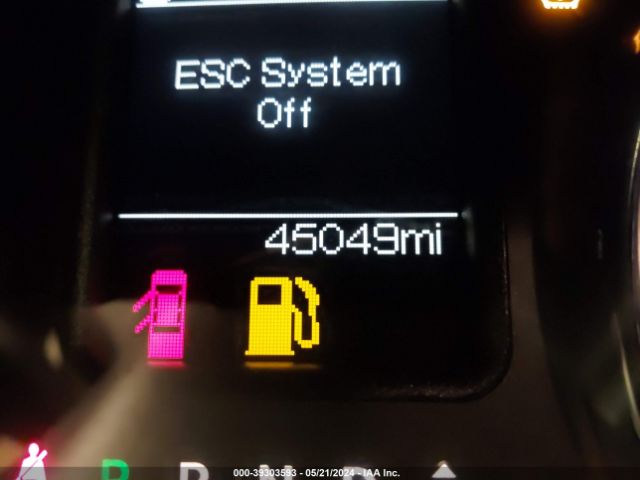 ESC System
Off
45049mi
P R N S
000-39303593 - 05/21/2024 - IAA Inc.